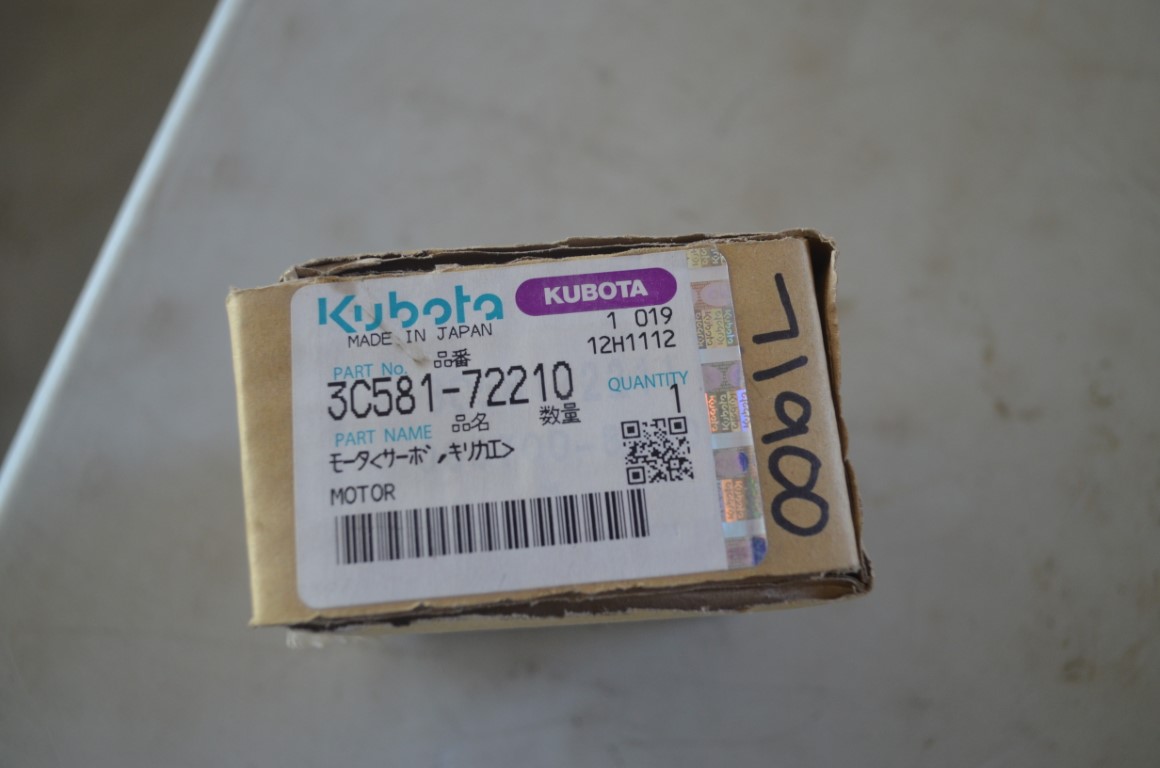 Kubota
KUBOTA
MADE IN JAPAN
1 019
12H1112
PART No. 品番
3C581-72210
QUANTITY
品名 数量 1
PART NAME
モータ<サーボ,キリカエ>
MOTOR
71900